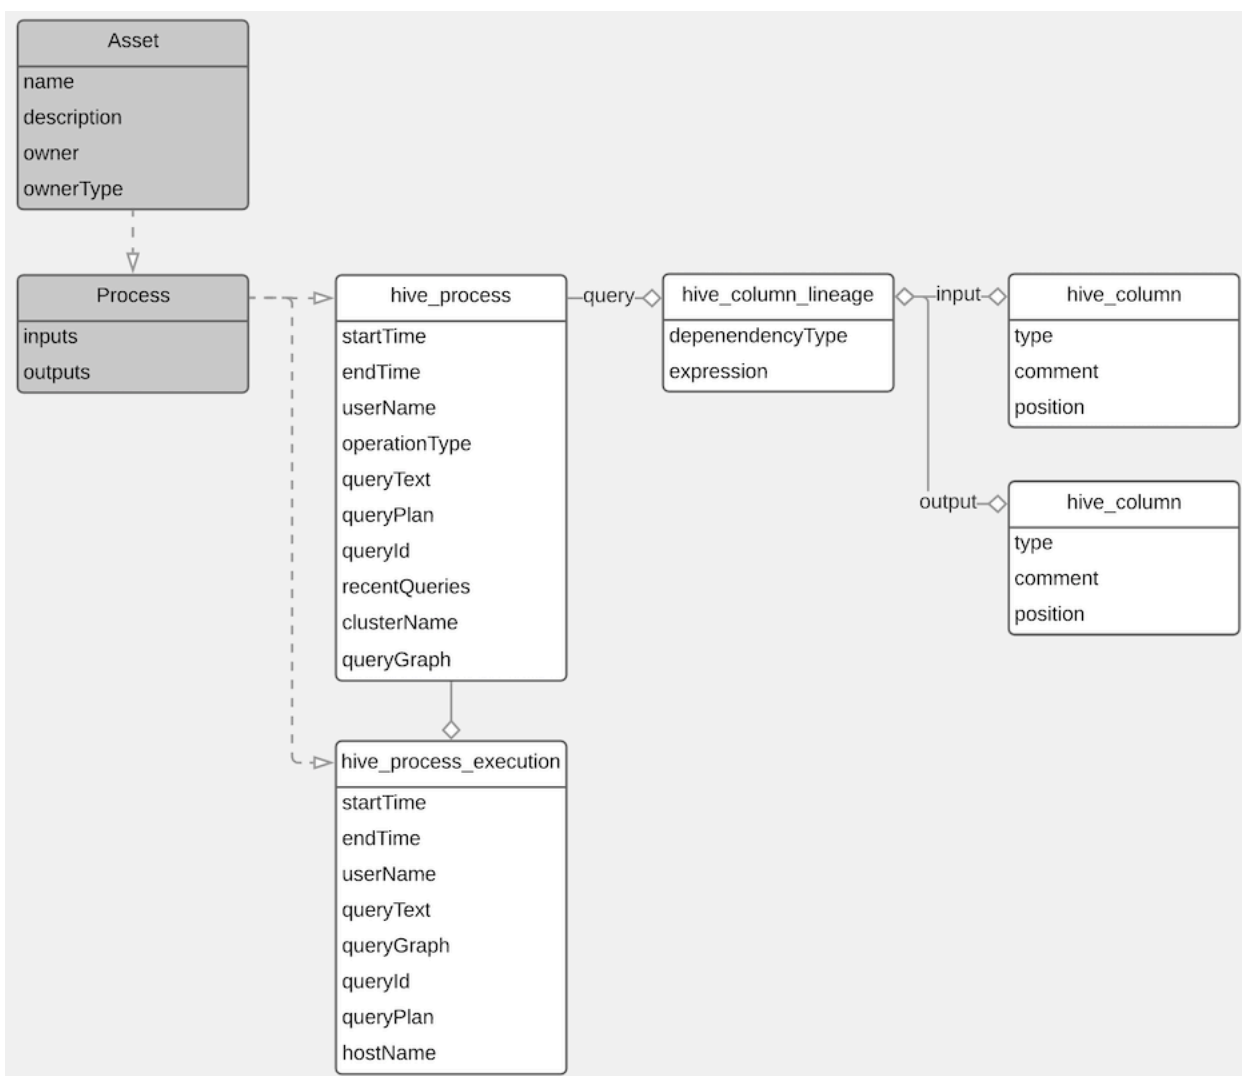 Asset
name
description
owner
ownerType
Process
inputs
outputs
hive_process
startTime
endTime
userName
operationType
queryText
queryPlan
queryId
recentQueries
clusterName
queryGraph
query
hive_column_lineage
depenendencyType
expression
input
hive_column
type
comment
position
output
hive_column
type
comment
position
hive_process_execution
startTime
endTime
userName
queryText
queryGraph
queryId
queryPlan
hostName